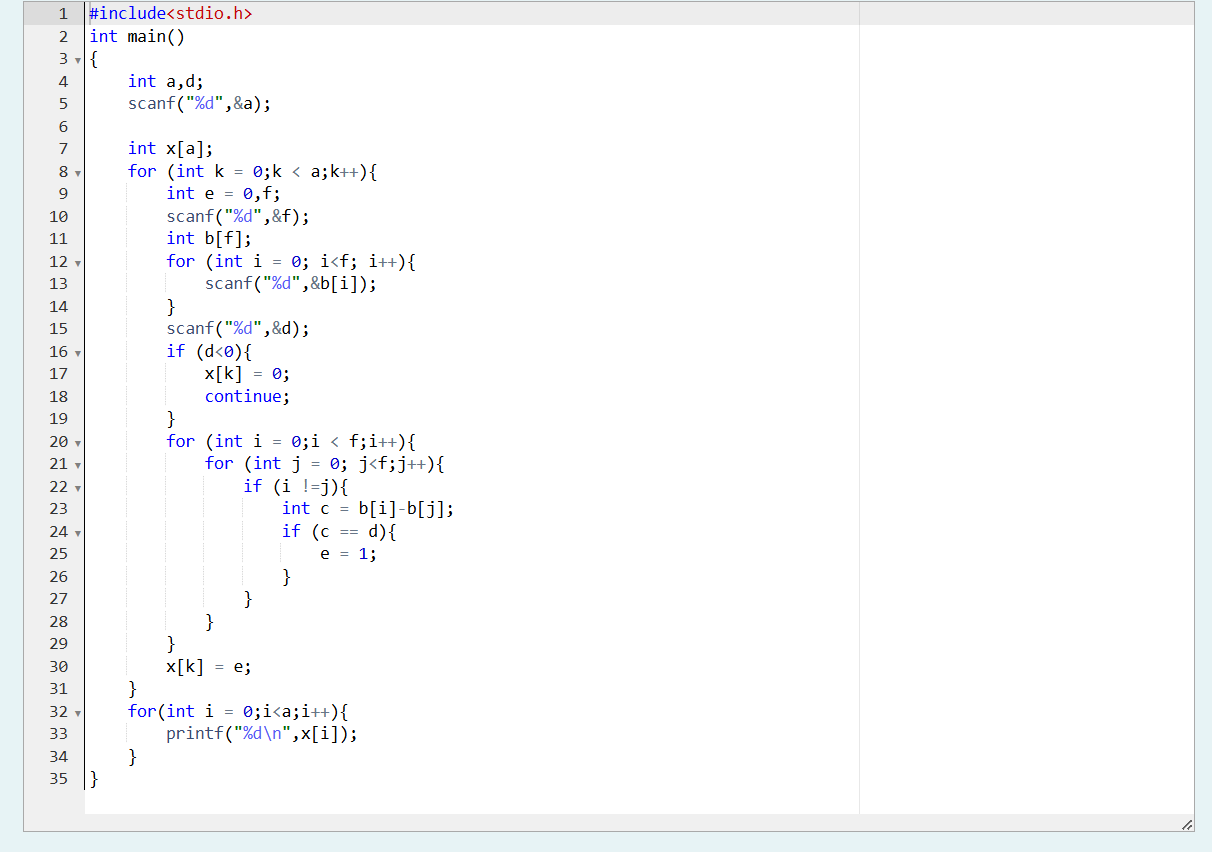 1 #include<stdio.h>
2 int main()
3 {
4     int a,d;
5     scanf("%d",&a);
6
7     int x[a];
8     for (int k = 0;k < a;k++){
9         int e = 0,f;
10         scanf("%d",&f);
11         int b[f];
12         for (int i = 0; i<f; i++){
13             scanf("%d",&b[i]);
14         }
15         scanf("%d",&d);
16         if (d<0){
17             x[k] = 0;
18             continue;
19         }
20         for (int i = 0;i < f;i++){
21             for (int j = 0; j<f;j++){
22                 if (i !=j){
23                     int c = b[i]-b[j];
24                     if (c == d){
25                         e = 1;
26                     }
27                 }
28             }
29         }
30         x[k] = e;
31     }
32     for(int i = 0;i<a;i++){
33         printf("%d\n",x[i]);
34     }
35 }